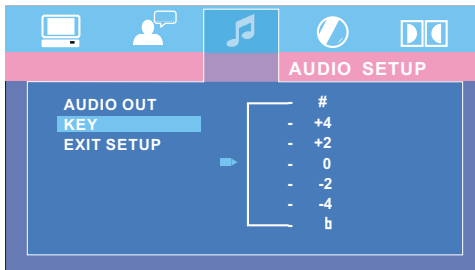 AUDIO SETUP
AUDIO OUT
KEY
EXIT SETUP
- #
- +4
- +2
- 0
- -2
- -4
- b